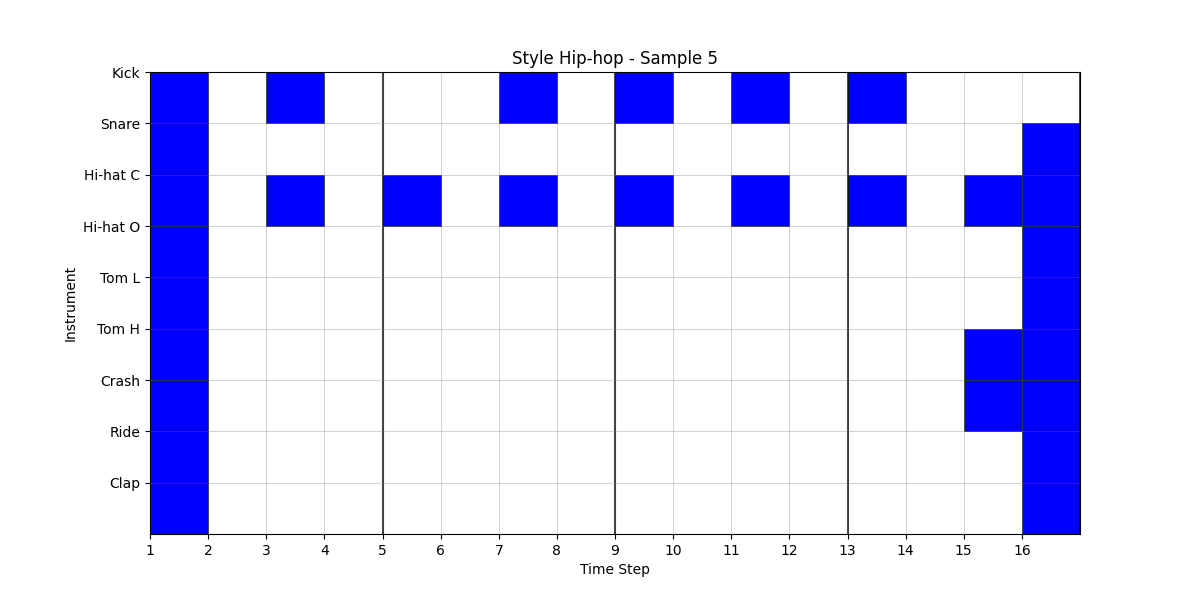 Style Hip-hop - Sample 5
Kick
Snare
Hi-hat C
Hi-hat O
Tom L
Tom H
Crash
Ride
Clap
Instrument
1 2 3 4 5 6 7 8 9 10 11 12 13 14 15 16
Time Step